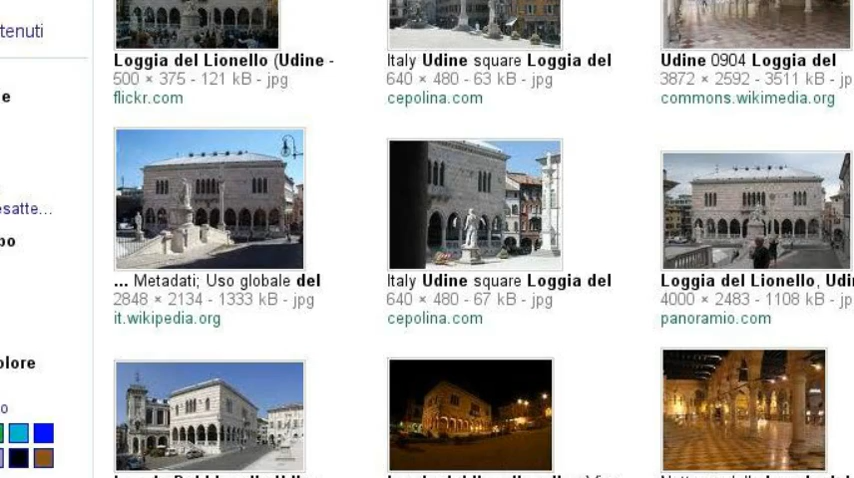 tenuti
Loggia del Lionello (Udine -
500 × 375 - 121 kB - jpg
flickr.com
Italy Udine square Loggia del
640 × 480 - 63 kB - jpg
cepolina.com
Udine 0904 Loggia del
3872 × 2592 - 3511 kB - jp
commons.wikimedia.org
e
esatte...
po
... Metadati; Uso globale del
2848 × 2134 - 1333 kB - jpg
it.wikipedia.org
Italy Udine square Loggia del
640 × 480 - 67 kB - jpg
cepolina.com
Loggia del Lionello, Udin
4000 × 2483 - 1108 kB - jp
panoramio.com
olore
o